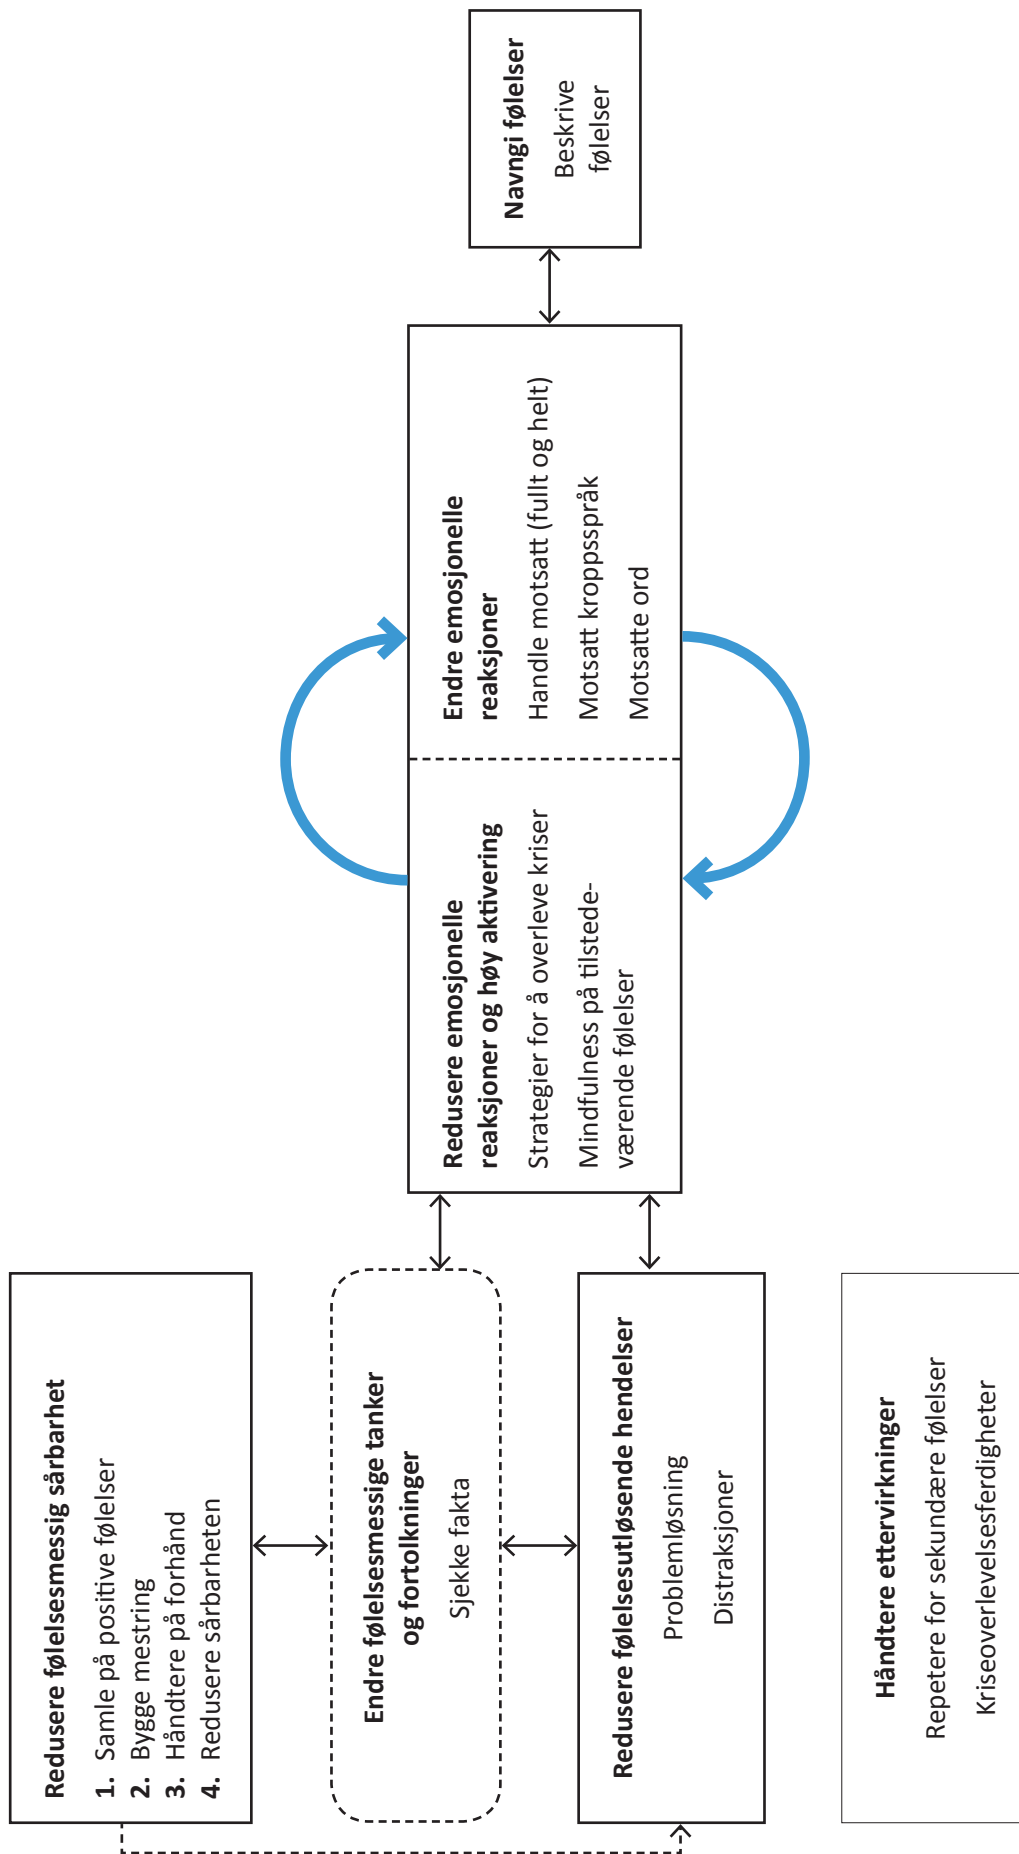 Redusere følelsesmessig sårbarhet
1. Samle på positive følelser
2. Bygge mestring
3. Håndtere på forhånd
4. Redusere sårbarheten
Endre følelsesmessige tanker
og fortolkninger
Sjekke fakta
Redusere følelsesutløsende hendelser
Problemløsning
Distraksjoner
Håndtere ettervirkninger
Repetere for sekundære følelser
Kriseoverlevelsesferdigheter
Redusere emosjonelle
reaksjoner og høy aktivering
Strategier for å overleve kriser
Mindfulness på tilstede-
værende følelser
Endre emosjonelle
reaksjoner
Handle motsatt (fullt og helt)
Motsatt kroppsspråk
Motsatte ord
Navngi følelser
Beskrive
følelser